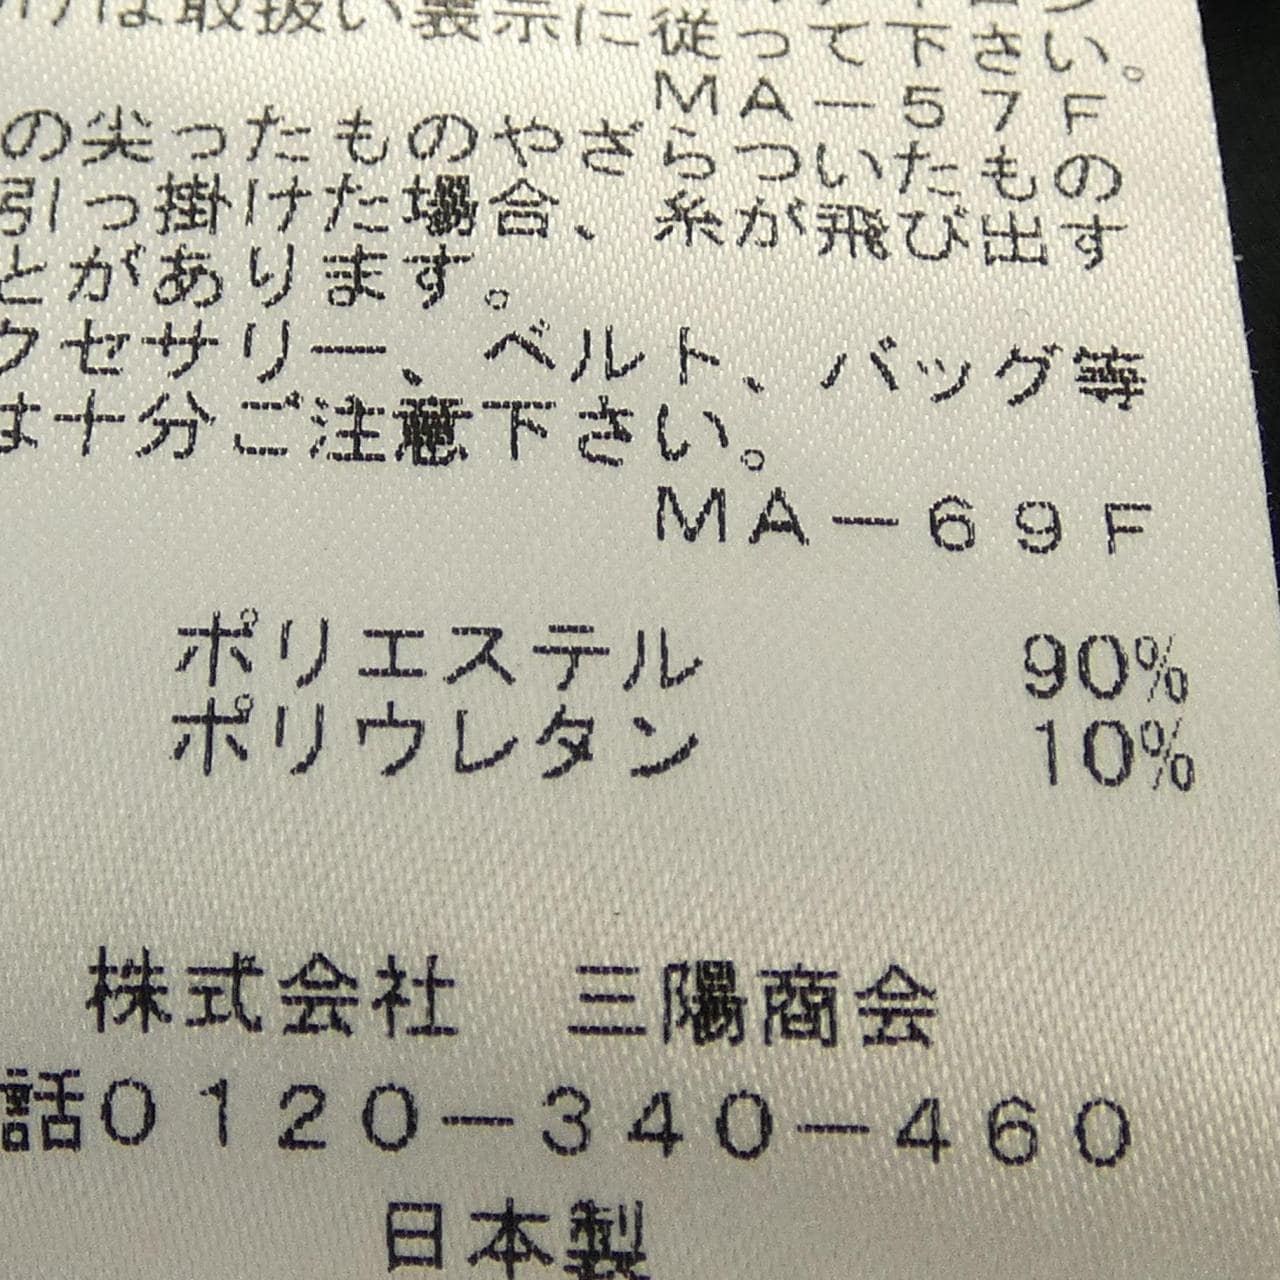 は取扱い表示に従って下さい。
MA－57F
の尖ったものやざらついたもの
引っ掛けた場合、糸が飛び出す
とがあります。
クセサリー、ベルト、バッグ等
は十分ご注意下さい。
MA－69F
ポリエステル 90%
ポリウレタン 10%
株式会社 三陽商会
話0120－340－460
日本製